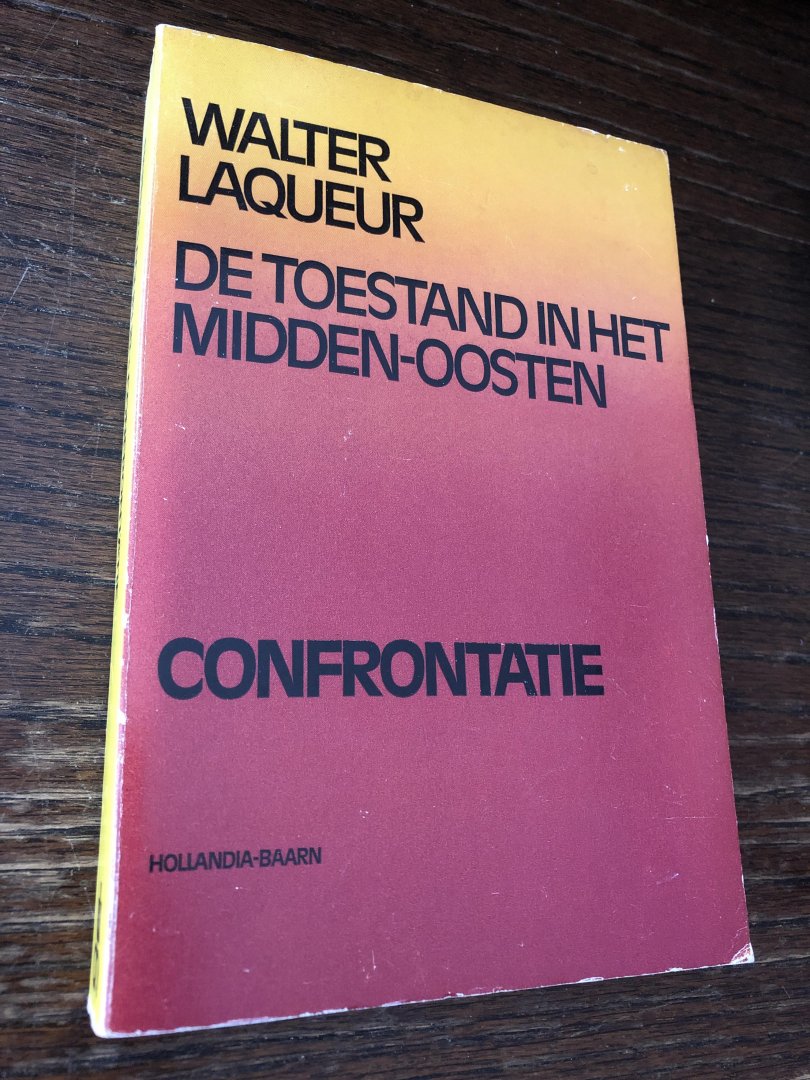 WALTER
LAQUEUR
DE TOESTAND IN HET
MIDDEN-OOSTEN
CONFRONTATIE
HOLLANDIA-BAARN